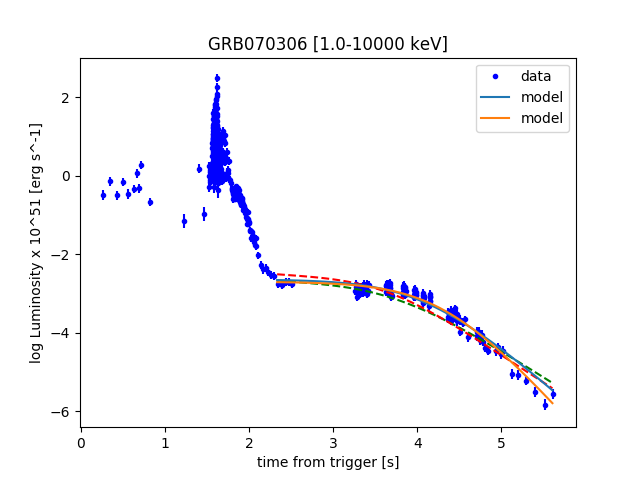 GRB070306 [1.0-10000 keV]
data
model
model
log Luminosity x 10^51 [erg s^-1]
2
0
−2
−4
−6
0 1 2 3 4 5
time from trigger [s]